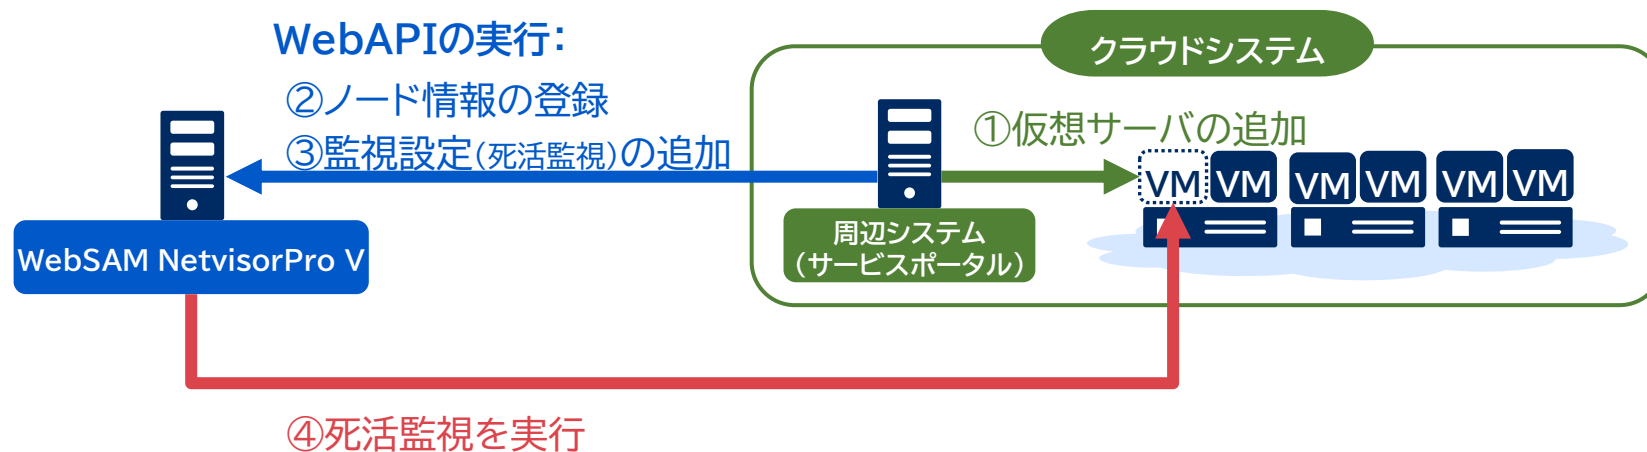 WebAPIの実行：
②ノード情報の登録
③監視設定（死活監視）の追加
WebSAM NetvisorPro V
クラウドシステム
①仮想サーバの追加
VM VM VM VM VM VM
周辺システム
（サービスポータル）
④死活監視を実行